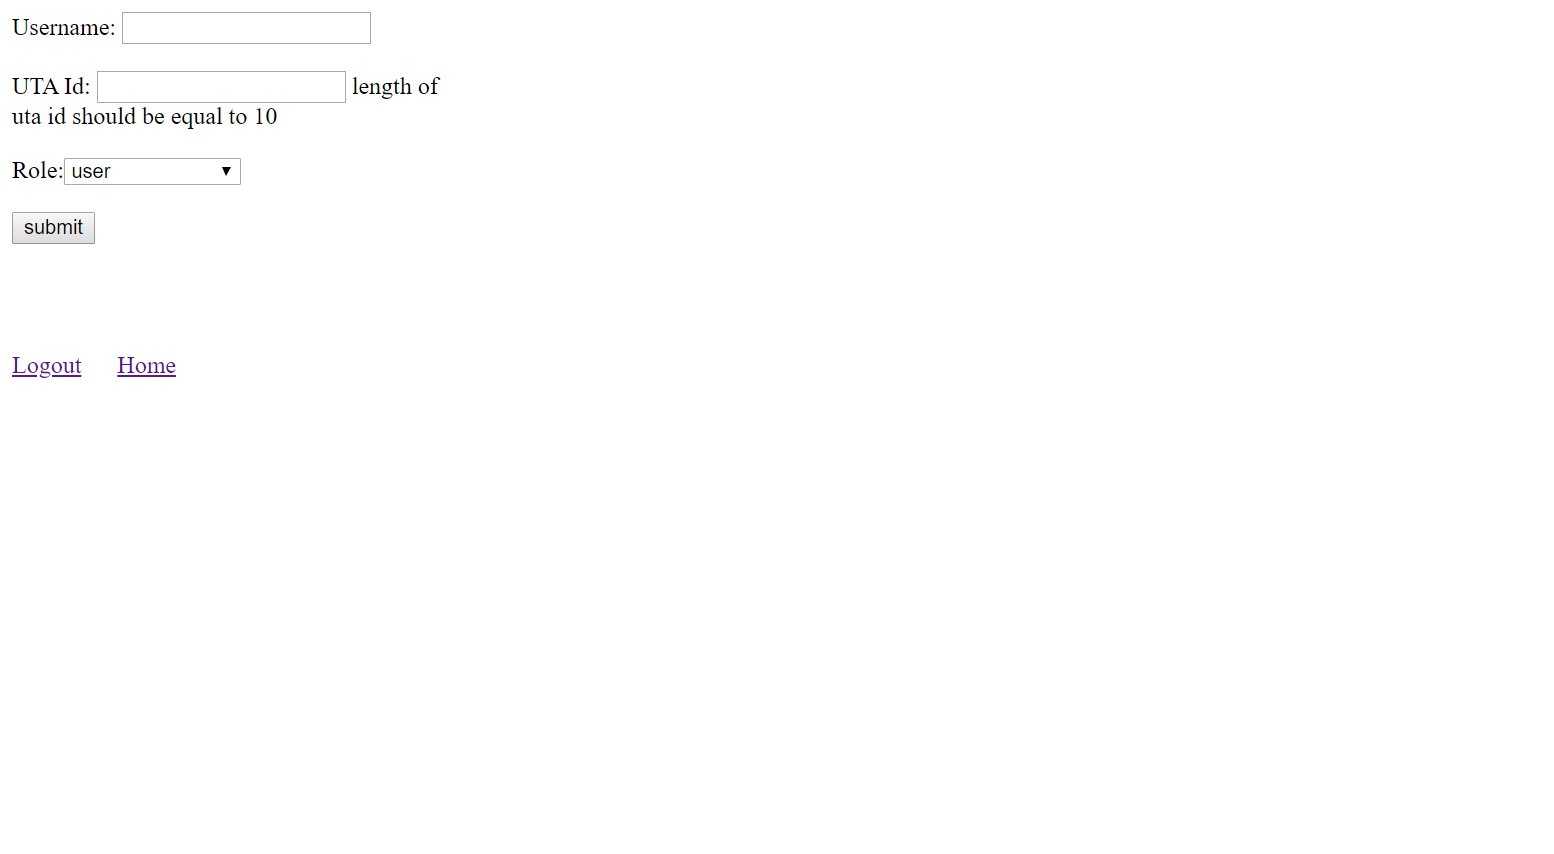 Username:
UTA Id: length of
uta id should be equal to 10
Role: user
submit
Logout Home